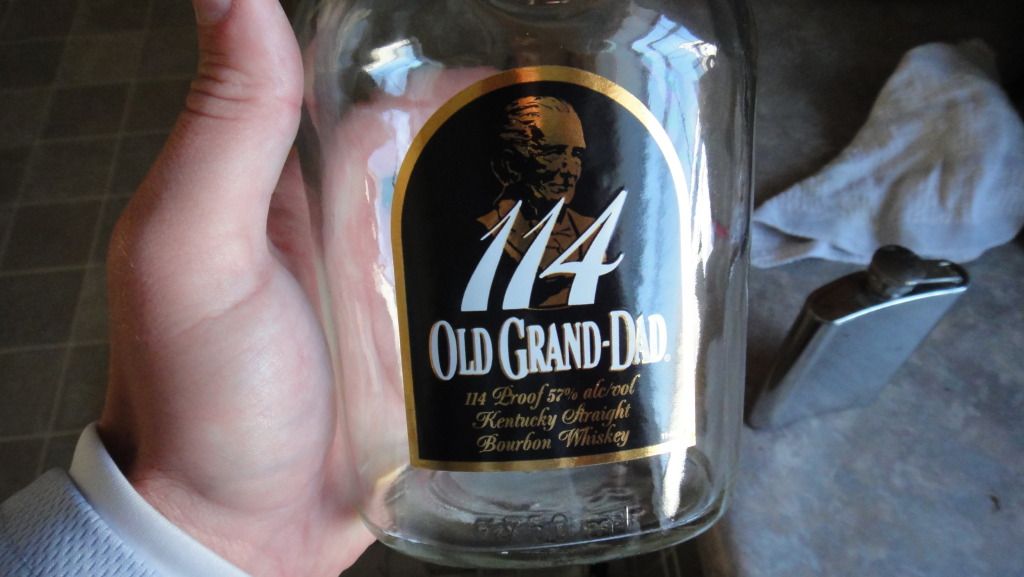 114
OLD GRAND-DAD®
114 Proof 57% alc/vol
Kentucky Straight
Bourbon Whiskey